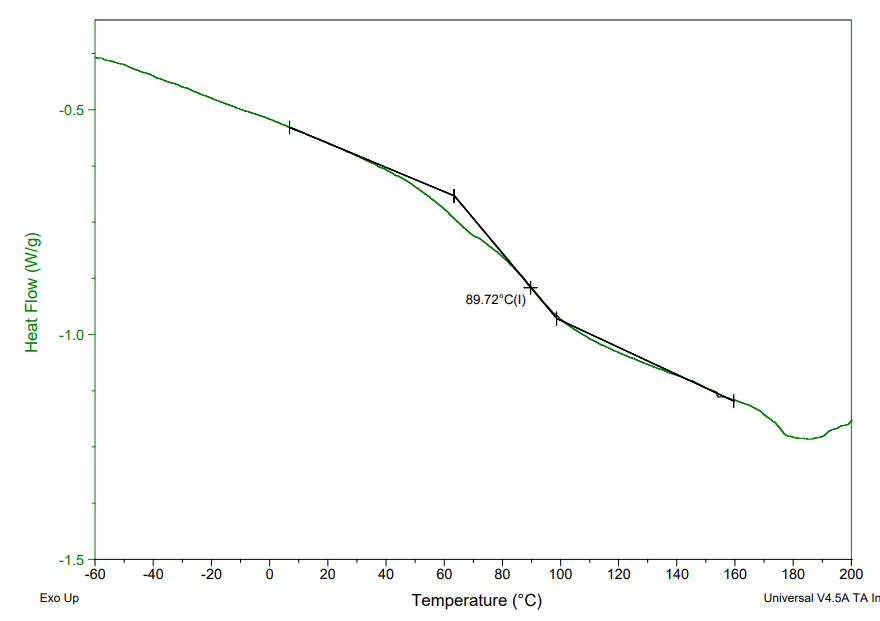 -0.5
-1.0
-1.5
Heat Flow (W/g)
89.72°C(I)
-60 -40 -20 0 20 40 60 80 100 120 140 160 180 200
Exo Up
Temperature (°C)
Universal V4.5A TA In